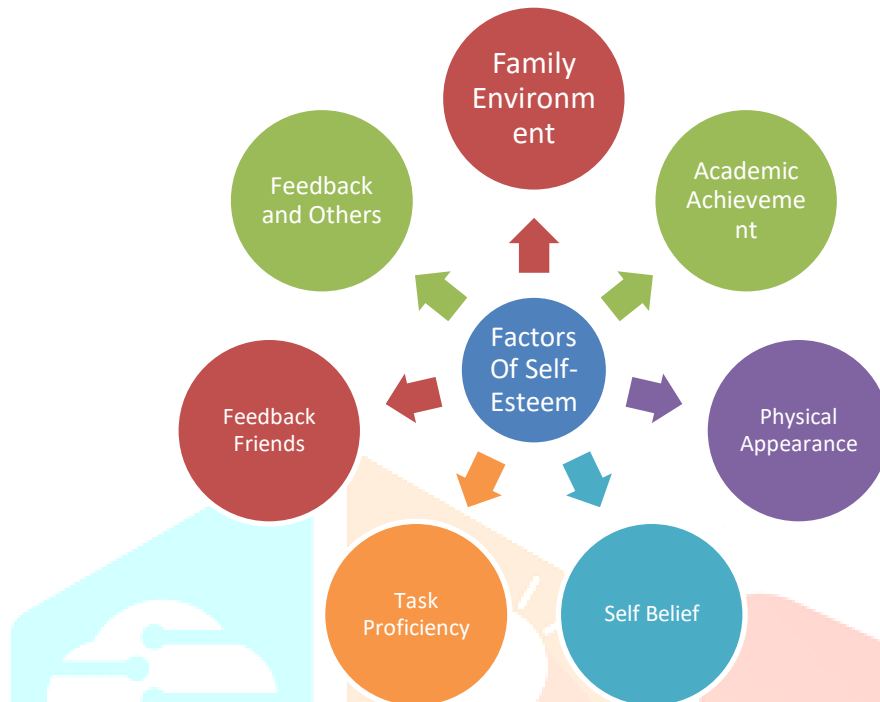 Family
Environm
ent
Academic
Achieveme
nt
Physical
Appearance
Self Belief
Task
Proficiency
Feedback
Friends
Feedback
and Others
Factors
Of Self-
Esteem